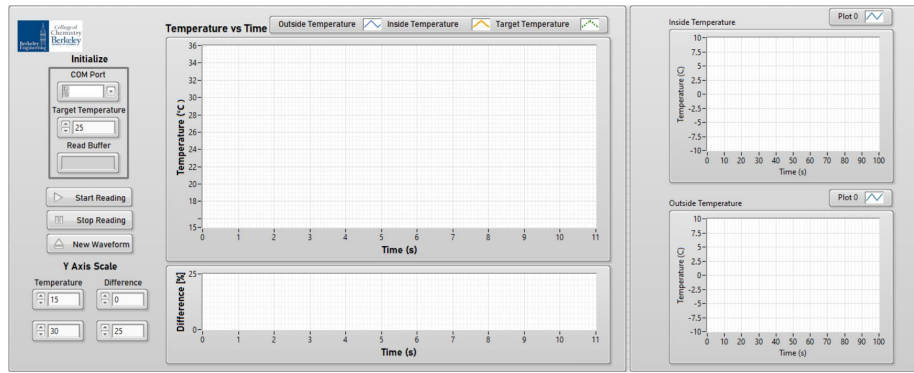 College of
Chemistry
Berkeley
Berkeley
Engineering
Initialize
COM Port
Target Temperature
25
Read Buffer
Start Reading
Stop Reading
New Waveform
Y Axis Scale
Temperature Difference
15 0
30 25
Temperature vs Time Outside Temperature Inside Temperature Target Temperature
Temperature (°C)
36
34
32
30
28
26
24
22
20
18
15
0 1 2 3 4 5 6 7 8 9 10 11
Time (s)
Difference [%]
25
0
0 1 2 3 4 5 6 7 8 9 10 11
Time (s)
Inside Temperature Plot 0
Temperature (C)
10
7.5
5
2.5
0
-2.5
-5
-7.5
-10
0 10 20 30 40 50 60 70 80 90 100
Time (s)
Outside Temperature Plot 0
Temperature (C)
10
7.5
5
2.5
0
-2.5
-5
-7.5
-10
0 10 20 30 40 50 60 70 80 90 100
Time (s)